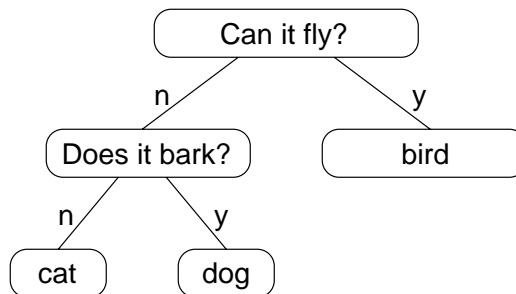 Can it fly?
n
y
Does it bark?
bird
n
y
cat
dog